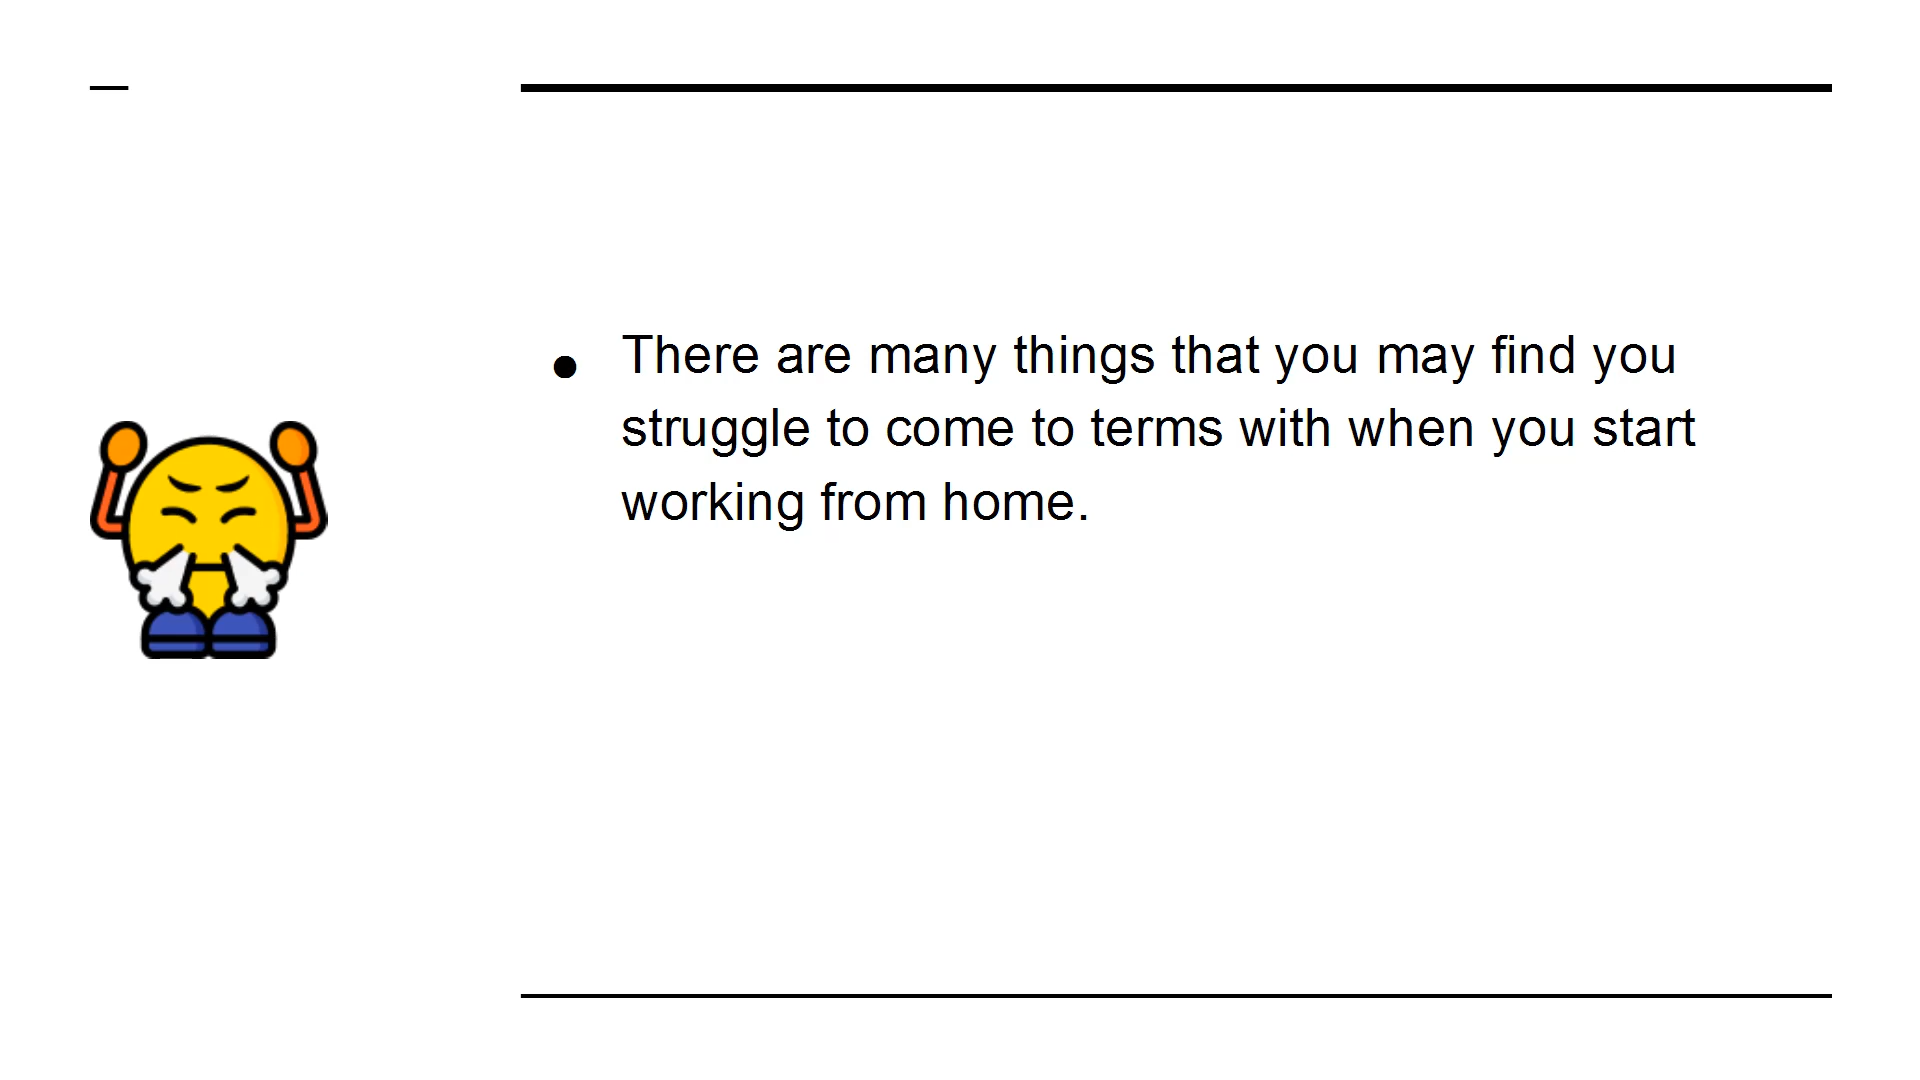 • There are many things that you may find you
struggle to come to terms with when you start
working from home.